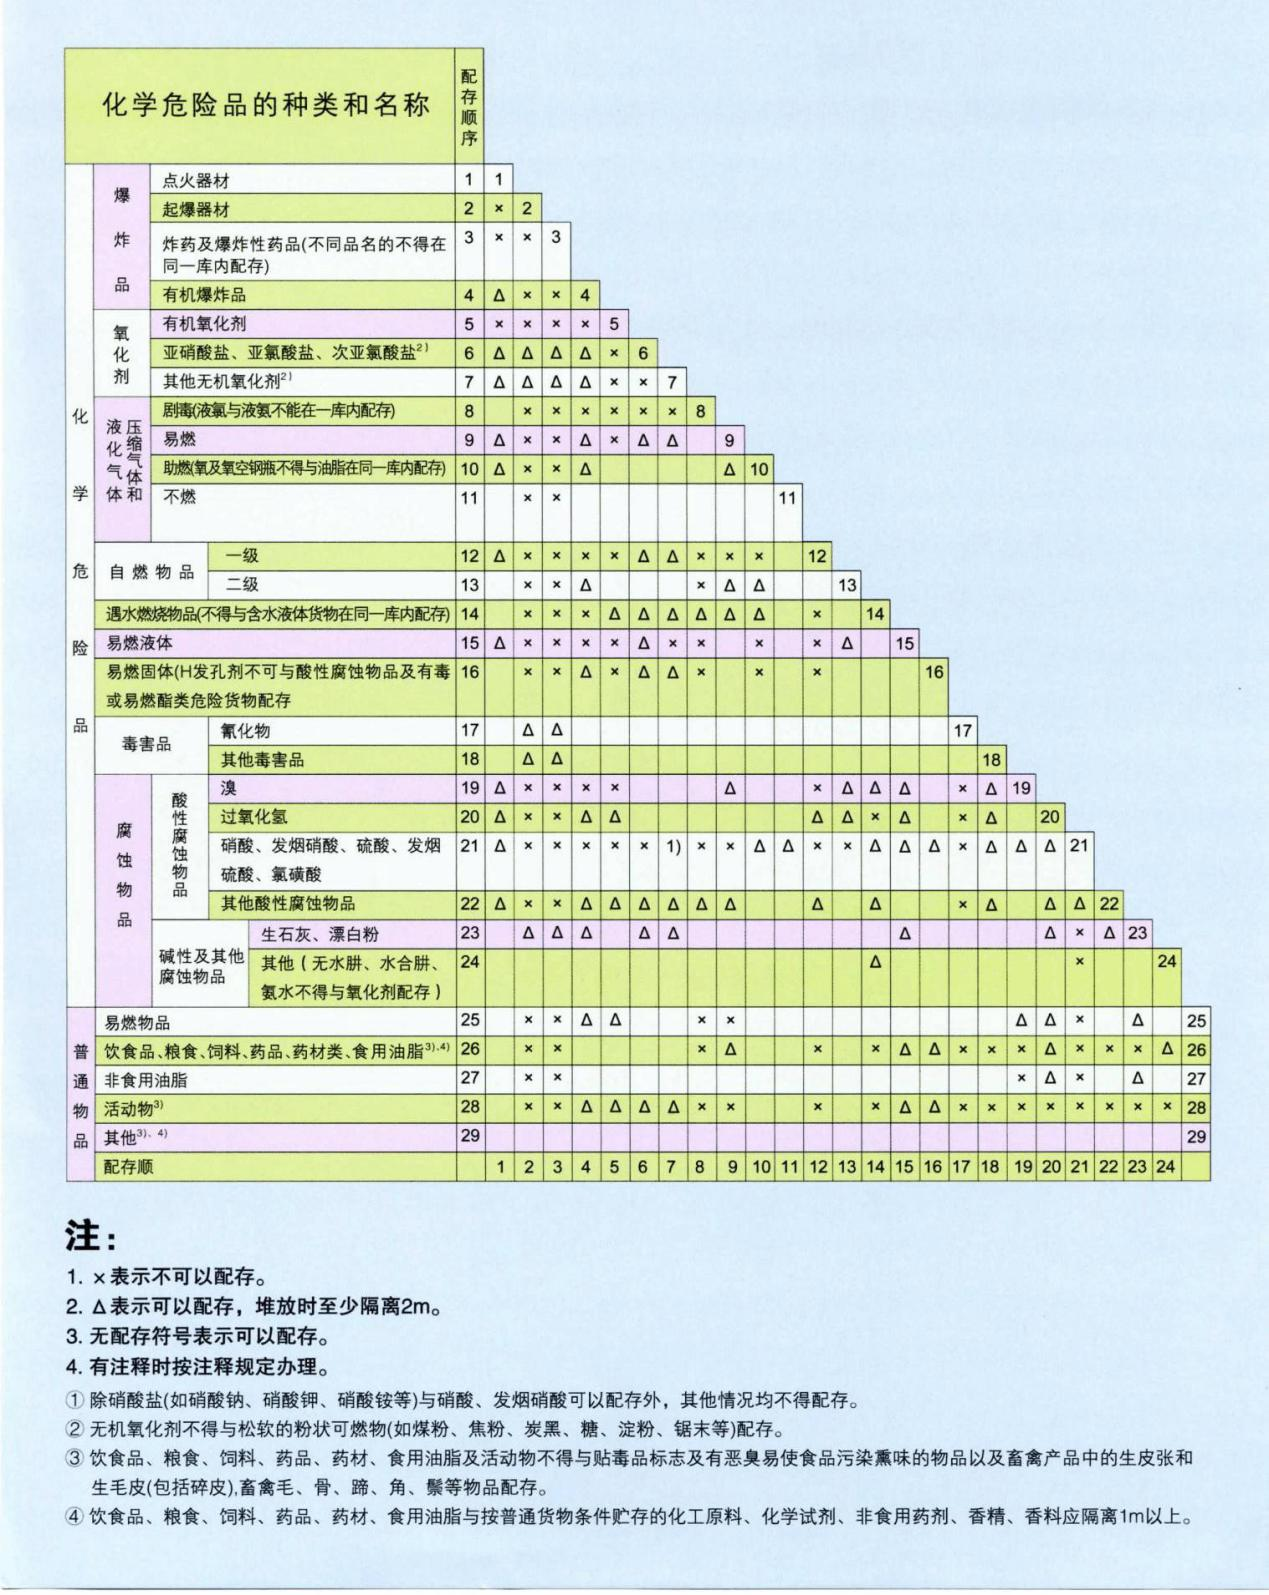 化学危险品的种类和名称 配存顺序
化学危险品
爆炸品
点火器材 1 1
起爆器材 2 × 2
炸药及爆炸性药品(不同品名的不得在 3 × × 3
同一库内配存)
有机爆炸品 4 Δ × × 4
氧化剂
有机氧化剂 5 × × × × 5
亚硝酸盐、亚氯酸盐、次亚氯酸盐2) 6 Δ Δ Δ Δ × 6
其他无机氧化剂2) 7 Δ Δ Δ Δ × × 7
压缩气体和液化气体
剧毒(液氯与液氨不能在一库内配存) 8 × × × × × × 8
易燃 9 Δ × × Δ × Δ Δ 9
助燃(氧及氧空钢瓶不得与油脂在同一库内配存) 10 Δ × × Δ Δ 10
不燃 11 × × 11
自燃物品
一级 12 Δ × × × × Δ Δ × × × 12
二级 13 × × Δ × Δ Δ 13
遇水燃烧物品(不得与含水液体货物在同一库内配存) 14 × × × Δ Δ Δ Δ Δ Δ × 14
易燃液体 15 Δ × × × × Δ × × × × Δ 15
易燃固体(H发孔剂不可与酸性腐蚀物品及有毒 16 × × Δ × Δ Δ × × × 16
或易燃酯类危险货物配存
毒害品
氰化物 17 Δ Δ 17
其他毒害品 18 Δ Δ 18
腐蚀物品
酸性腐蚀物品
溴 19 Δ × × × × Δ × Δ Δ Δ × Δ 19
过氧化氢 20 Δ × × Δ Δ Δ Δ × Δ × Δ 20
硝酸、发烟硝酸、硫酸、发烟 21 Δ × × × × × 1) × × Δ Δ × × Δ Δ Δ × Δ Δ Δ 21
硫酸、氯磺酸
其他酸性腐蚀物品 22 Δ × × Δ Δ Δ Δ Δ Δ Δ Δ × Δ Δ Δ 22
碱性及其他
腐蚀物品
生石灰、漂白粉 23 Δ Δ Δ Δ Δ Δ Δ × Δ 23
其他(无水肼、水合肼、 24 Δ × 24
氨水不得与氧化剂配存)
普通物品
易燃物品 25 × × Δ Δ × × Δ Δ × Δ 25
饮食品、粮食、饲料、药品、药材类、食用油脂3)、4) 26 × × × Δ × × Δ Δ × × × Δ × × × Δ 26
非食用油脂 27 × × × Δ × Δ 27
活动物3) 28 × × Δ Δ Δ Δ × × × × Δ Δ × × × × × × × × 28
其他3)、4) 29 29
配存顺 1 2 3 4 5 6 7 8 9 10 11 12 13 14 15 16 17 18 19 20 21 22 23 24
注:
1. ×表示不可以配存。
2. Δ表示可以配存，堆放时至少隔离2m。
3. 无配存符号表示可以配存。
4. 有注释时按注释规定办理。
① 除硝酸盐(如硝酸钠、硝酸钾、硝酸铵等)与硝酸、发烟硝酸可以配存外，其他情况均不得配存。
② 无机氧化剂不得与松软的粉状可燃物(如煤粉、焦粉、炭黑、糖、淀粉、锯末等)配存。
③ 饮食品、粮食、饲料、药品、药材、食用油脂及活动物不得与贴毒品标志及有恶臭易使食品污染熏味的物品以及畜禽产品中的生皮张和
生毛皮(包括碎皮),畜禽毛、骨、蹄、角、鬃等物品配存。
④ 饮食品、粮食、饲料、药品、药材、食用油脂与按普通货物条件贮存的化工原料、化学试剂、非食用药剂、香精、香料应隔离1m以上。